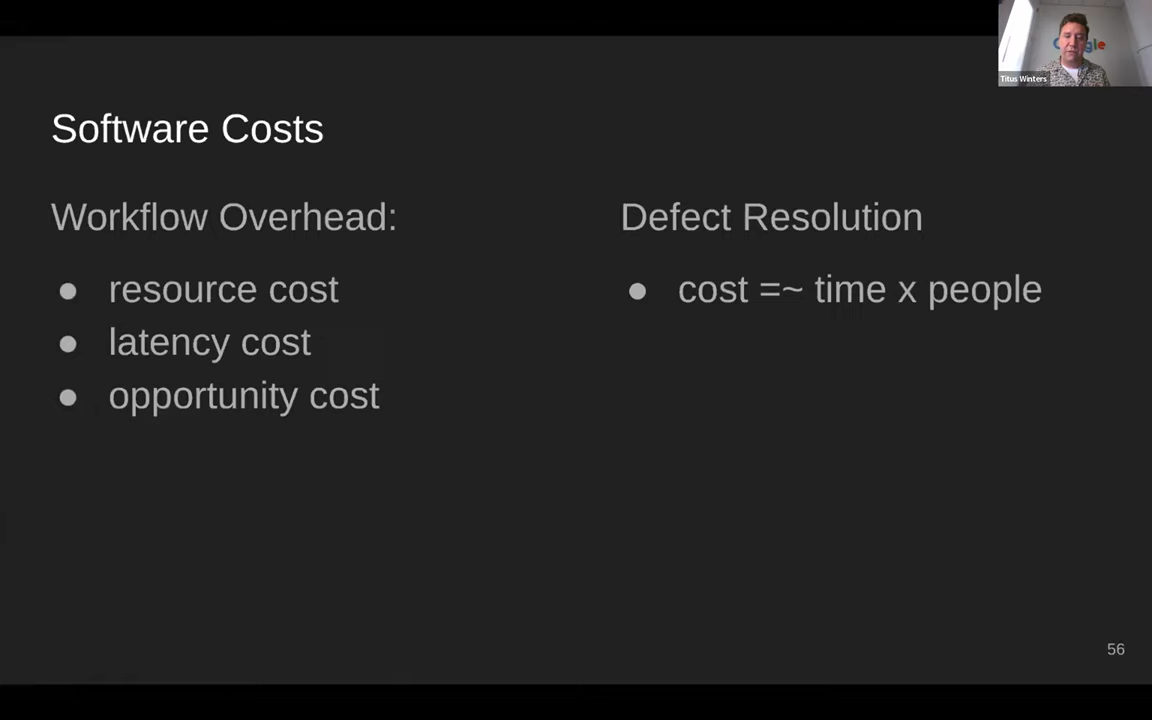 Titus Winters
Software Costs
Workflow Overhead:
● resource cost
● latency cost
● opportunity cost
Defect Resolution
● cost =~ time x people
56